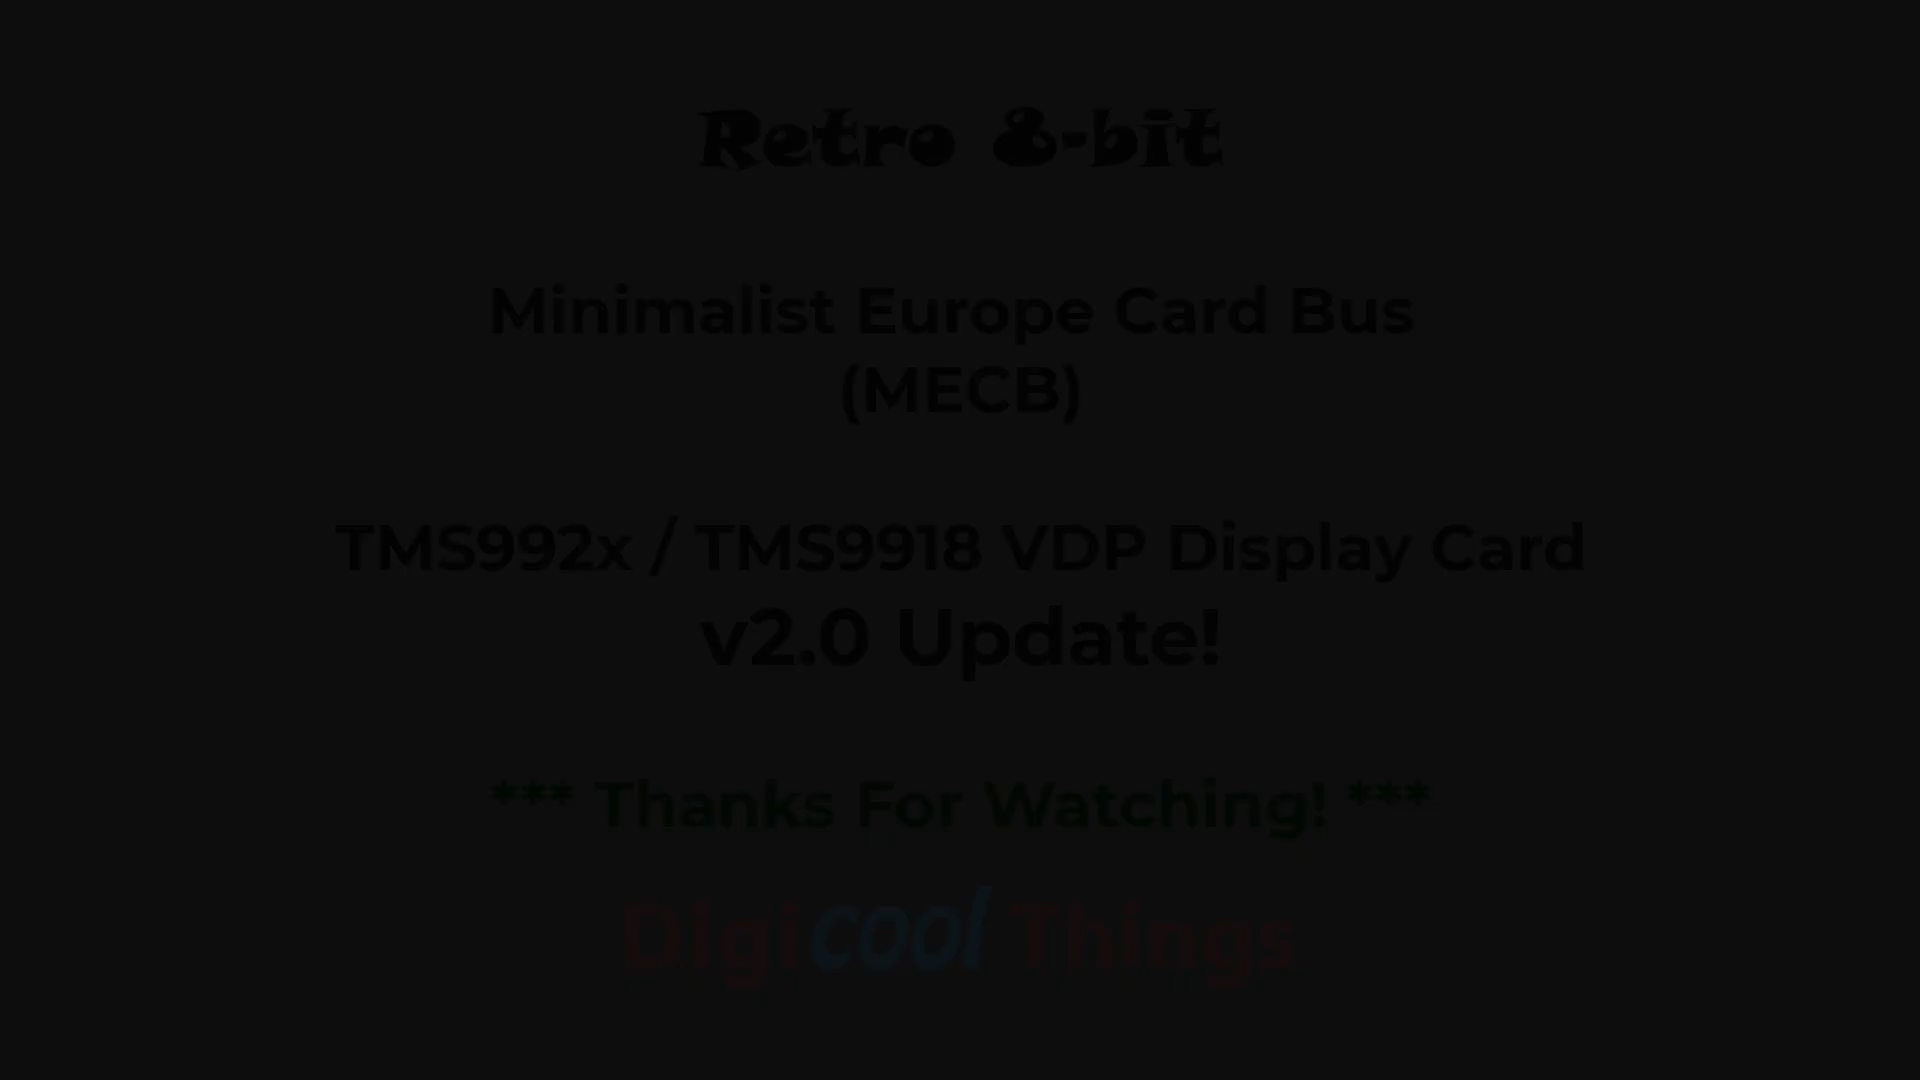 Retro 8-bit
Minimalist Europe Card Bus
(MECB)
TMS992x / TMS9918 VDP Display Card
v2.0 Update!
*** Thanks For Watching! ***
Digicool Things